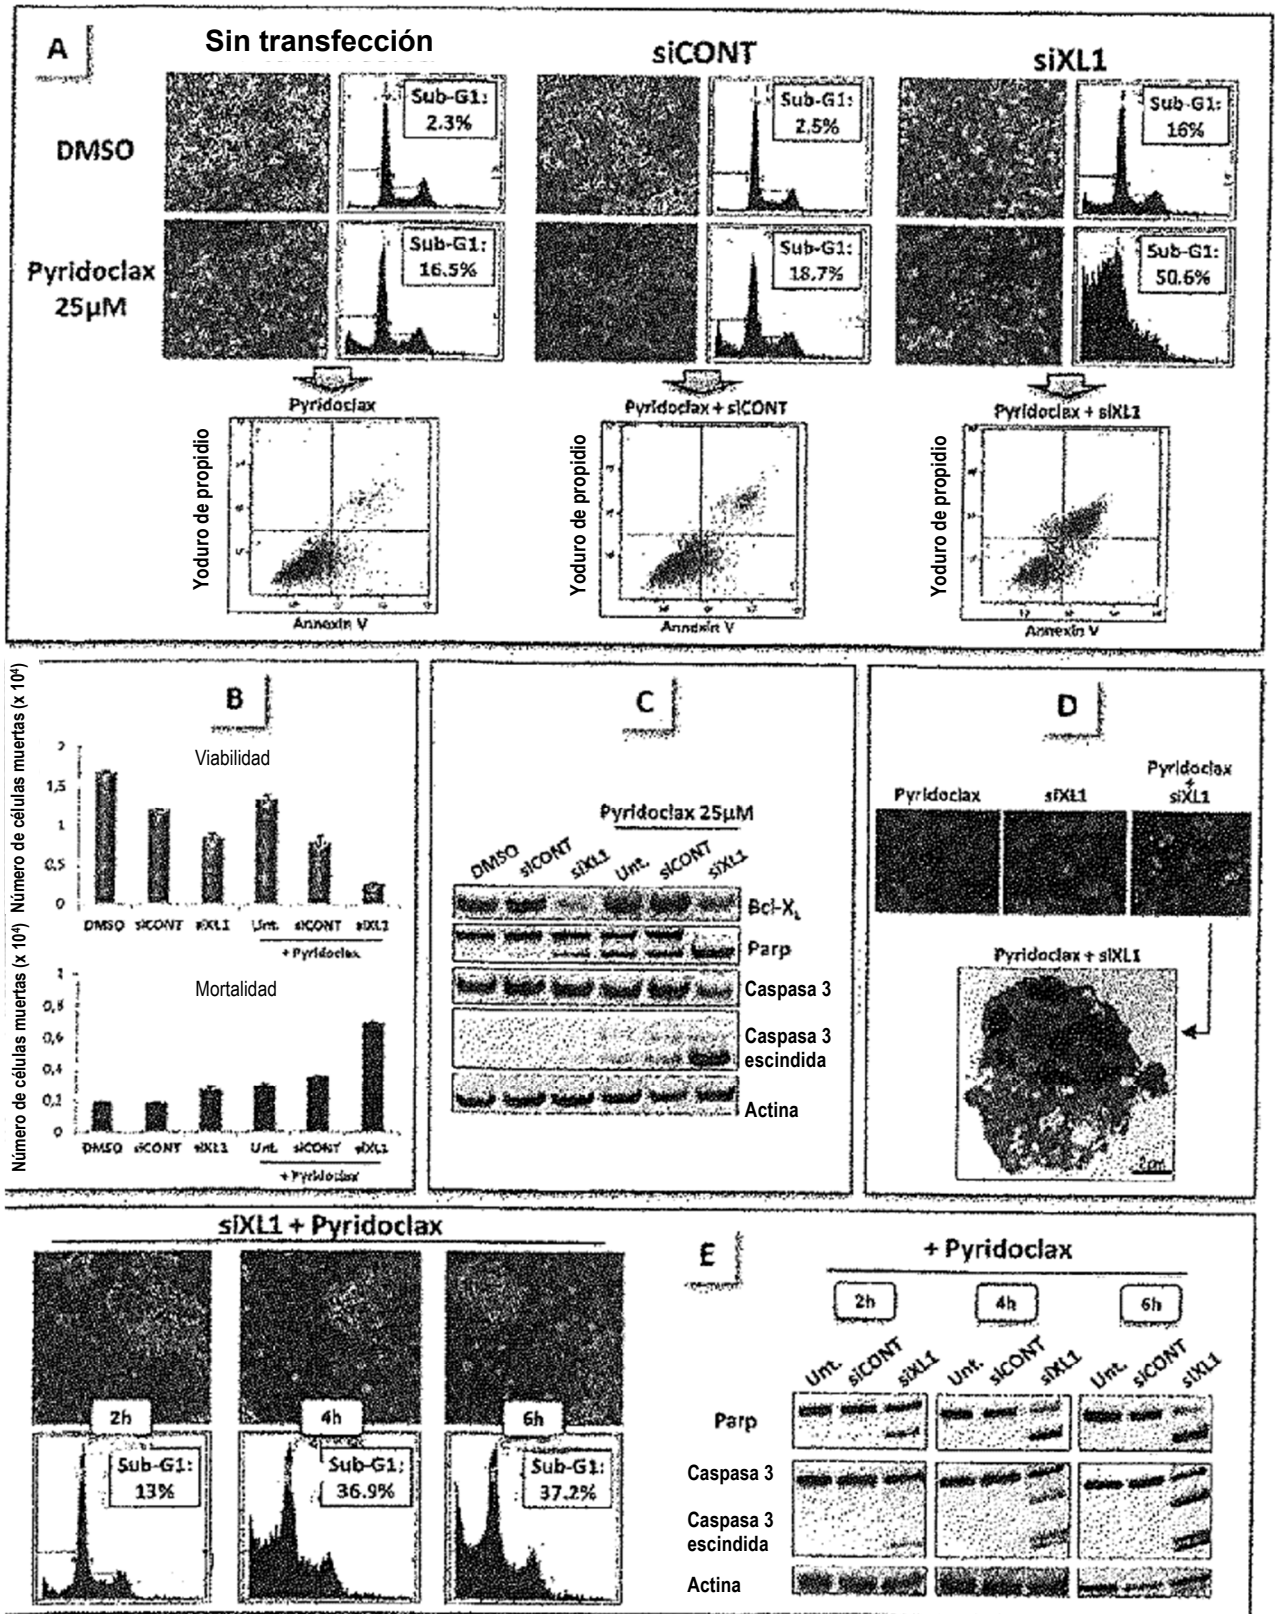 A
Sin transfección
siCONT
siXL1
DMSO
Sub-G1:
2.3%
Sub-G1:
2.5%
Sub-G1:
16%
Pyridoclax
25µM
Sub-G1:
16.5%
Sub-G1:
18.7%
Sub-G1:
50.6%
Pyridoclax
Pyridoclax + siCONT
Pyridoclax + siXL1
Yoduro de propidio
Yoduro de propidio
Yoduro de propidio
Annexin V
Annexin V
Annexin V
B
Número de células muertas (x 10⁴)
Viabilidad
2
1,5
1
0,5
0
DMSO siCONT siXL1 Unt. siCONT siXL1
+ Pyridoclax
Número de células muertas (x 10⁴)
Mortalidad
1
0,8
0,6
0,4
0,2
0
DMSO siCONT siXL1 Unt. siCONT siXL1
+ Pyridoclax
C
Pyridoclax 25µM
DMSO siCONT siXL1 Unt. siCONT siXL1
Bcl-XL
Parp
Caspasa 3
Caspasa 3
escindida
Actina
D
Pyridoclax
siXL1
Pyridoclax
+
siXL1
Pyridoclax + siXL1
siXL1 + Pyridoclax
2h
4h
6h
Sub-G1:
13%
Sub-G1:
36.9%
Sub-G1:
37.2%
E
+ Pyridoclax
2h
4h
6h
Unt. siCONT siXL1 Unt. siCONT siXL1 Unt. siCONT siXL1
Parp
Caspasa 3
Caspasa 3
escindida
Actina